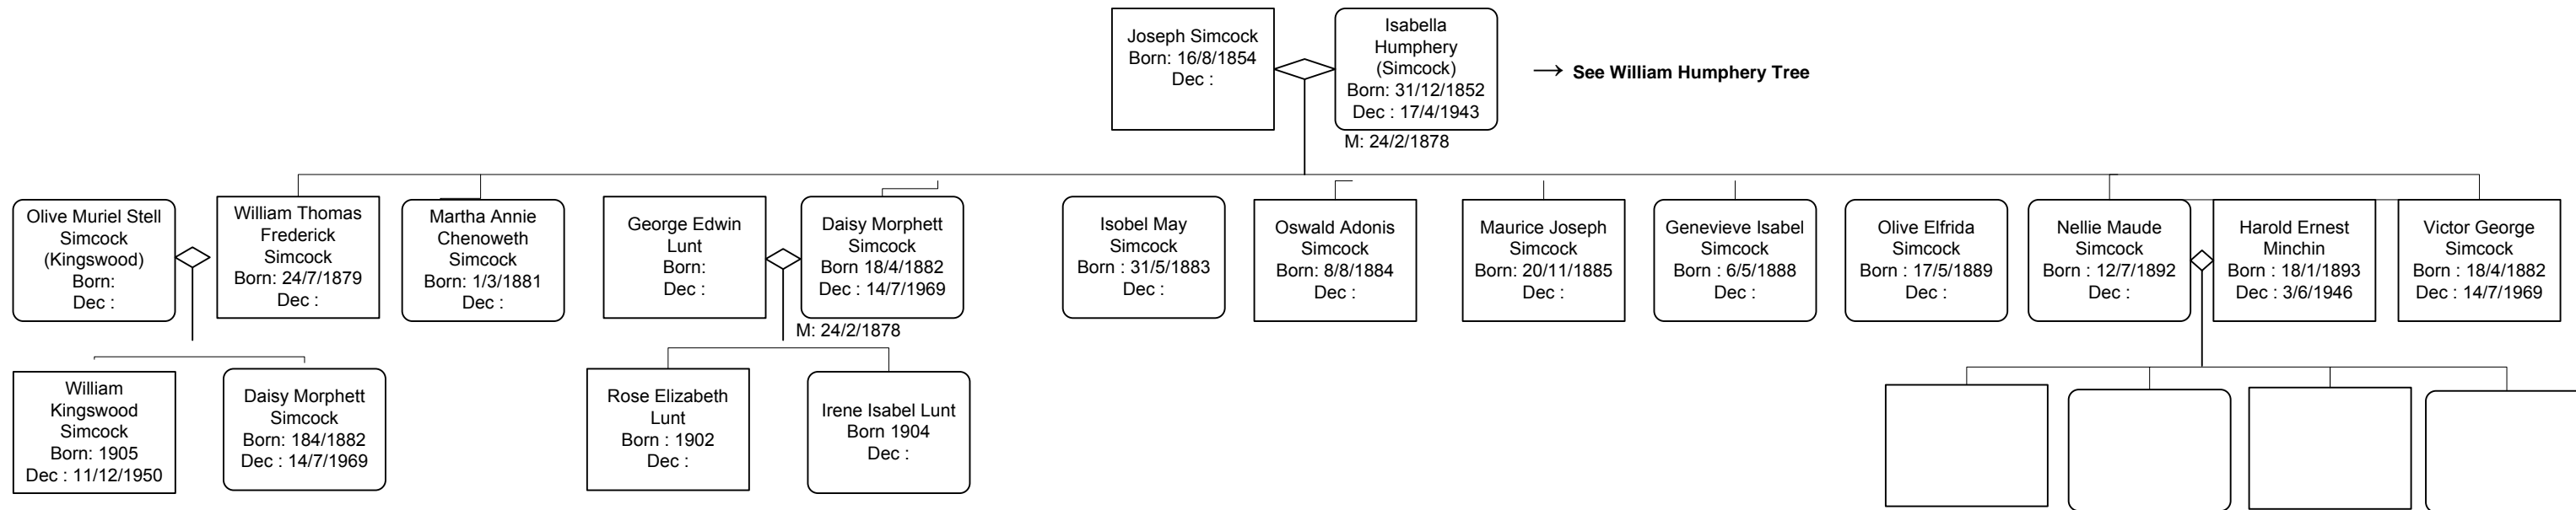 Joseph Simcock
Born: 16/8/1854
Dec :
Isabella
Humphery
(Simcock)
Born: 31/12/1852
Dec : 17/4/1943
→ See William Humphery Tree
M: 24/2/1878
Olive Muriel Stell
Simcock
(Kingswood)
Born:
Dec :
William Thomas
Frederick
Simcock
Born: 24/7/1879
Dec :
Martha Annie
Chenoweth
Simcock
Born: 1/3/1881
Dec :
George Edwin
Lunt
Born:
Dec :
Daisy Morphett
Simcock
Born 18/4/1882
Dec : 14/7/1969
M: 24/2/1878
Isobel May
Simcock
Born : 31/5/1883
Dec :
Oswald Adonis
Simcock
Born: 8/8/1884
Dec :
Maurice Joseph
Simcock
Born: 20/11/1885
Dec :
Genevieve Isabel
Simcock
Born : 6/5/1888
Dec :
Olive Elfrida
Simcock
Born : 17/5/1889
Dec :
Nellie Maude
Simcock
Born : 12/7/1892
Dec :
Harold Ernest
Minchin
Born : 18/1/1893
Dec : 3/6/1946
Victor George
Simcock
Born : 18/4/1882
Dec : 14/7/1969
William
Kingswood
Simcock
Born: 1905
Dec : 11/12/1950
Daisy Morphett
Simcock
Born: 184/1882
Dec : 14/7/1969
Rose Elizabeth
Lunt
Born : 1902
Dec :
Irene Isabel Lunt
Born 1904
Dec :